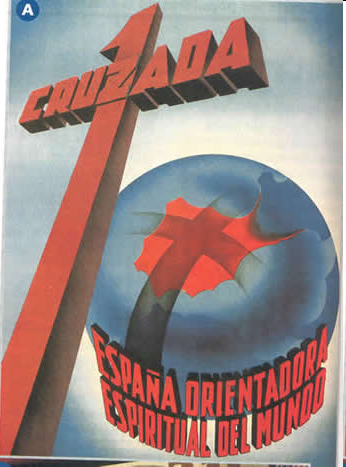 A
CRUZADA
ESPAÑA ORIENTADORA
ESPIRITUAL DEL MUNDO